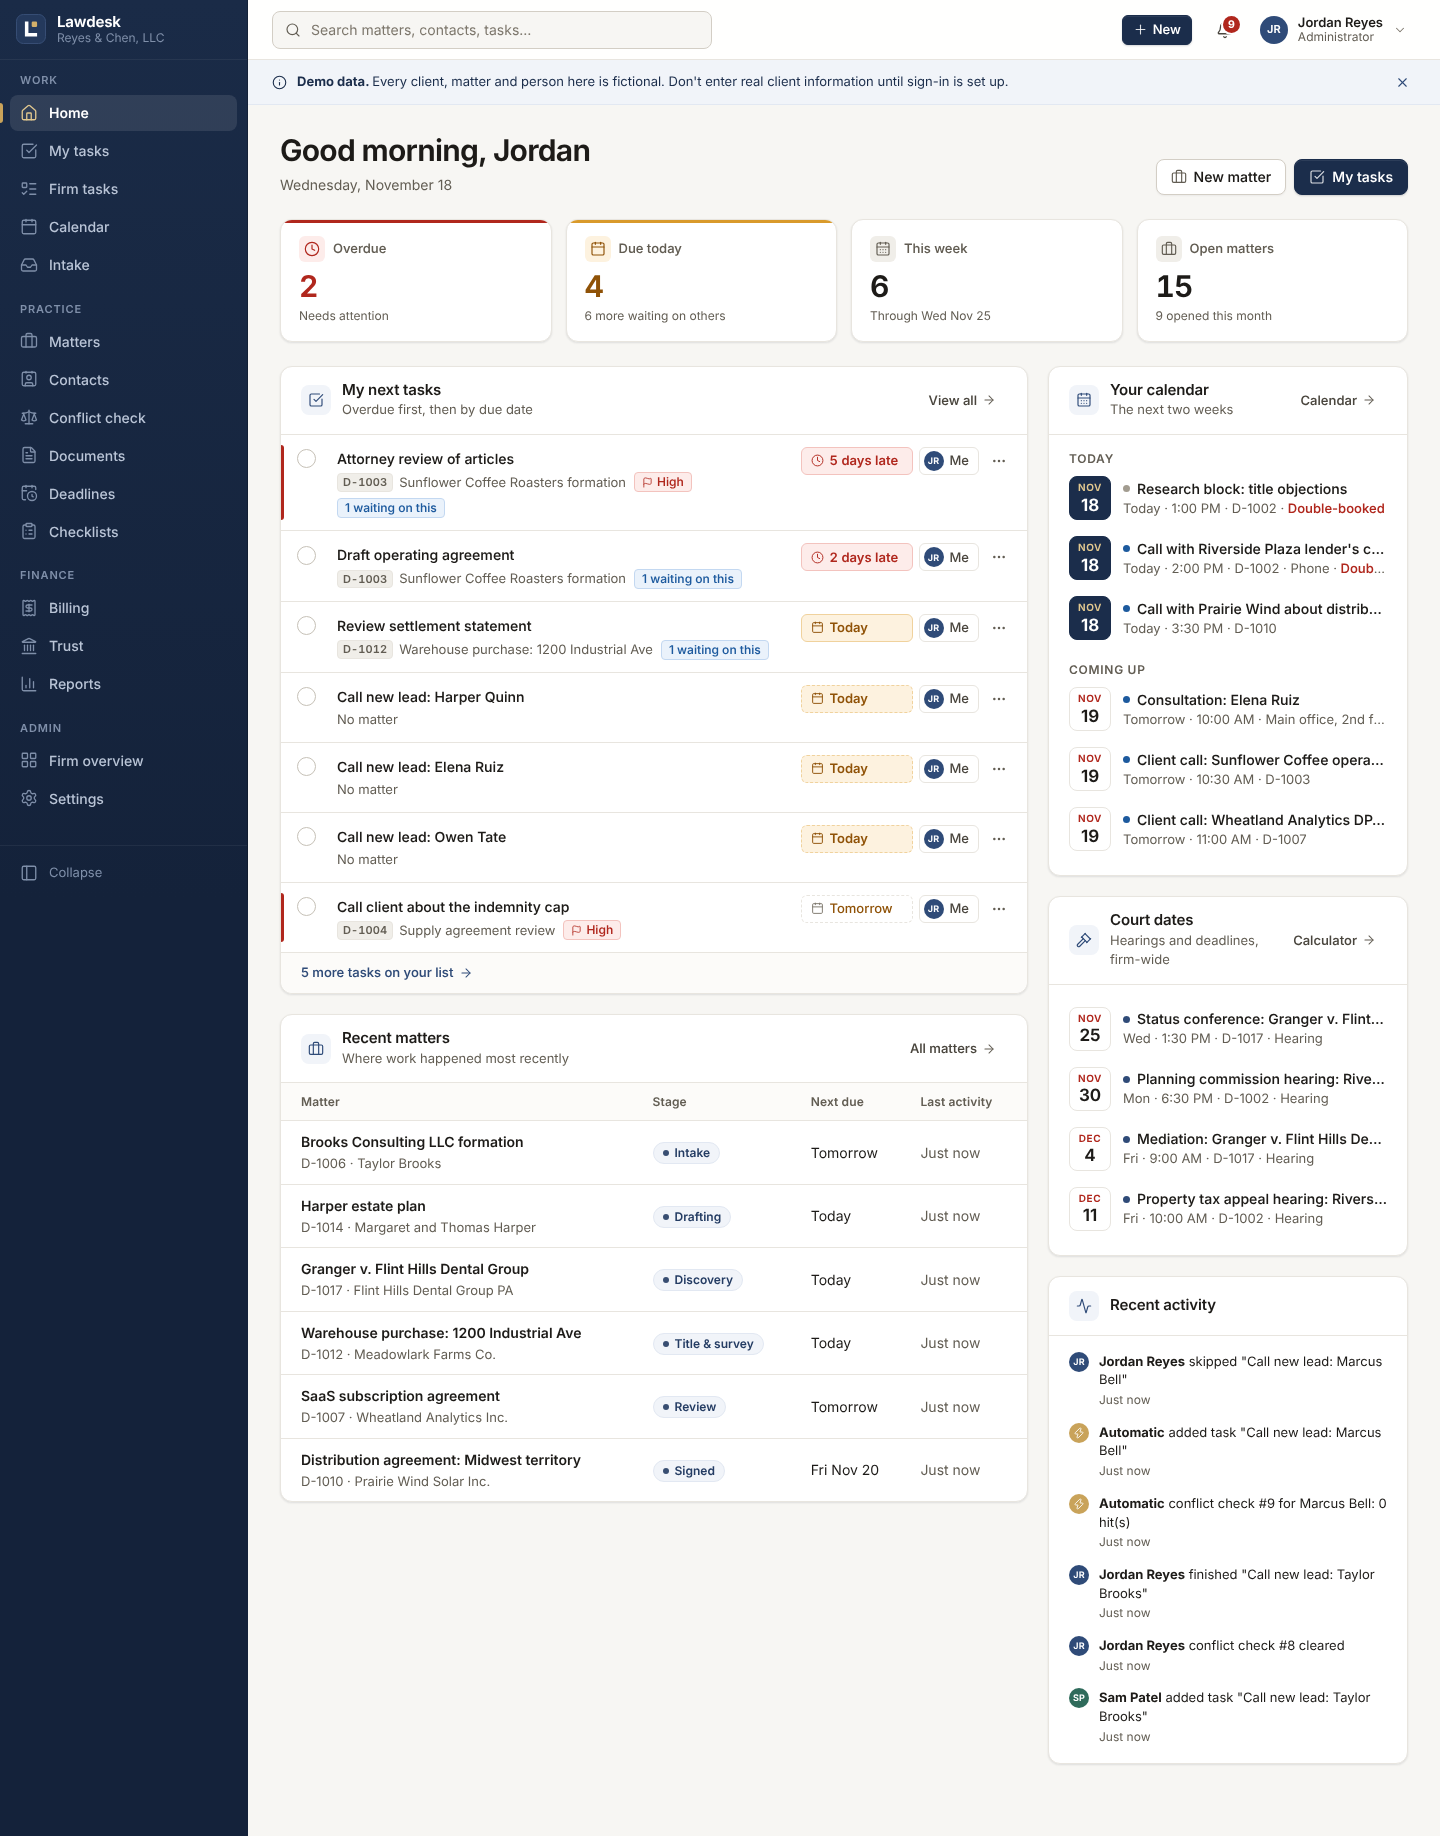 Lawdesk
Reyes & Chen, LLC
WORK
Home
My tasks
Firm tasks
Calendar
Intake
PRACTICE
Matters
Contacts
Conflict check
Documents
Deadlines
Checklists
FINANCE
Billing
Trust
Reports
ADMIN
Firm overview
Settings
Collapse
Search matters, contacts, tasks...
New
9
JR
Jordan Reyes
Administrator
Demo data. Every client, matter and person here is fictional. Don't enter real client information until sign-in is set up.
Good morning, Jordan
Wednesday, November 18
New matter
My tasks
Overdue
2
Needs attention
Due today
4
6 more waiting on others
This week
6
Through Wed Nov 25
Open matters
15
9 opened this month
My next tasks
Overdue first, then by due date
View all
Attorney review of articles
D-1003 Sunflower Coffee Roasters formation High
1 waiting on this
5 days late
JR Me
Draft operating agreement
D-1003 Sunflower Coffee Roasters formation 1 waiting on this
2 days late
JR Me
Review settlement statement
D-1012 Warehouse purchase: 1200 Industrial Ave 1 waiting on this
Today
JR Me
Call new lead: Harper Quinn
No matter
Today
JR Me
Call new lead: Elena Ruiz
No matter
Today
JR Me
Call new lead: Owen Tate
No matter
Today
JR Me
Call client about the indemnity cap
D-1004 Supply agreement review High
Tomorrow
JR Me
5 more tasks on your list
Recent matters
Where work happened most recently
All matters
Matter Stage Next due Last activity
Brooks Consulting LLC formation
D-1006 · Taylor Brooks
Intake
Tomorrow
Just now
Harper estate plan
D-1014 · Margaret and Thomas Harper
Drafting
Today
Just now
Granger v. Flint Hills Dental Group
D-1017 · Flint Hills Dental Group PA
Discovery
Today
Just now
Warehouse purchase: 1200 Industrial Ave
D-1012 · Meadowlark Farms Co.
Title & survey
Today
Just now
SaaS subscription agreement
D-1007 · Wheatland Analytics Inc.
Review
Tomorrow
Just now
Distribution agreement: Midwest territory
D-1010 · Prairie Wind Solar Inc.
Signed
Fri Nov 20
Just now
Your calendar
The next two weeks
Calendar
TODAY
NOV
18
Research block: title objections
Today · 1:00 PM · D-1002 · Double-booked
NOV
18
Call with Riverside Plaza lender's c...
Today · 2:00 PM · D-1002 · Phone · Doub...
NOV
18
Call with Prairie Wind about distrib...
Today · 3:30 PM · D-1010
COMING UP
NOV
19
Consultation: Elena Ruiz
Tomorrow · 10:00 AM · Main office, 2nd f...
NOV
19
Client call: Sunflower Coffee opera...
Tomorrow · 10:30 AM · D-1003
NOV
19
Client call: Wheatland Analytics DP...
Tomorrow · 11:00 AM · D-1007
Court dates
Hearings and deadlines,
firm-wide
Calculator
NOV
25
Status conference: Granger v. Flint...
Wed · 1:30 PM · D-1017 · Hearing
NOV
30
Planning commission hearing: Rive...
Mon · 6:30 PM · D-1002 · Hearing
DEC
4
Mediation: Granger v. Flint Hills De...
Fri · 9:00 AM · D-1017 · Hearing
DEC
11
Property tax appeal hearing: Rivers...
Fri · 10:00 AM · D-1002 · Hearing
Recent activity
JR
Jordan Reyes skipped "Call new lead: Marcus
Bell"
Just now
Automatic added task "Call new lead: Marcus
Bell"
Just now
Automatic conflict check #9 for Marcus Bell: 0
hit(s)
Just now
JR
Jordan Reyes finished "Call new lead: Taylor
Brooks"
Just now
JR
Jordan Reyes conflict check #8 cleared
Just now
SP
Sam Patel added task "Call new lead: Taylor
Brooks"
Just now